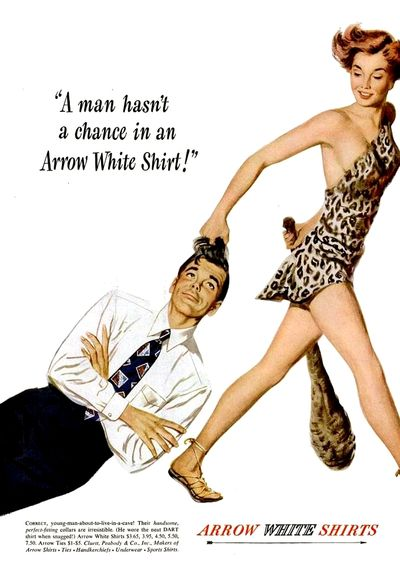 "A man hasn't
a chance in an
Arrow White Shirt!"
Correct, young-man-about-to-live-in-a-cave! Their handsome,
perfect-fitting collars are irresistible. (He wore the neat DART
shirt when snagged!) Arrow White Shirts $3.65, 3.95, 4.50, 5.50,
7.50. Arrow Ties $1-$5. Cluett, Peabody & Co., Inc., Makers of
Arrow Shirts • Ties • Handkerchiefs • Underwear • Sports Shirts.
ARROW WHITE SHIRTS